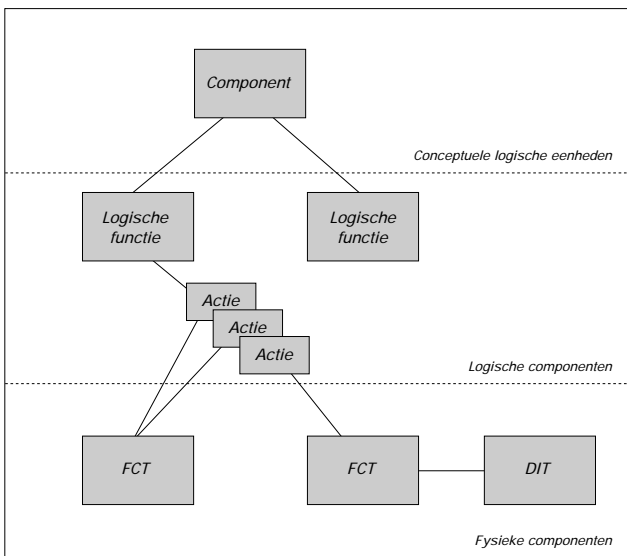 Component
Conceptuele logische eenheden
Logische
functie
Logische
functie
Actie
Actie
Actie
Logische componenten
FCT
FCT
DIT
Fysieke componenten